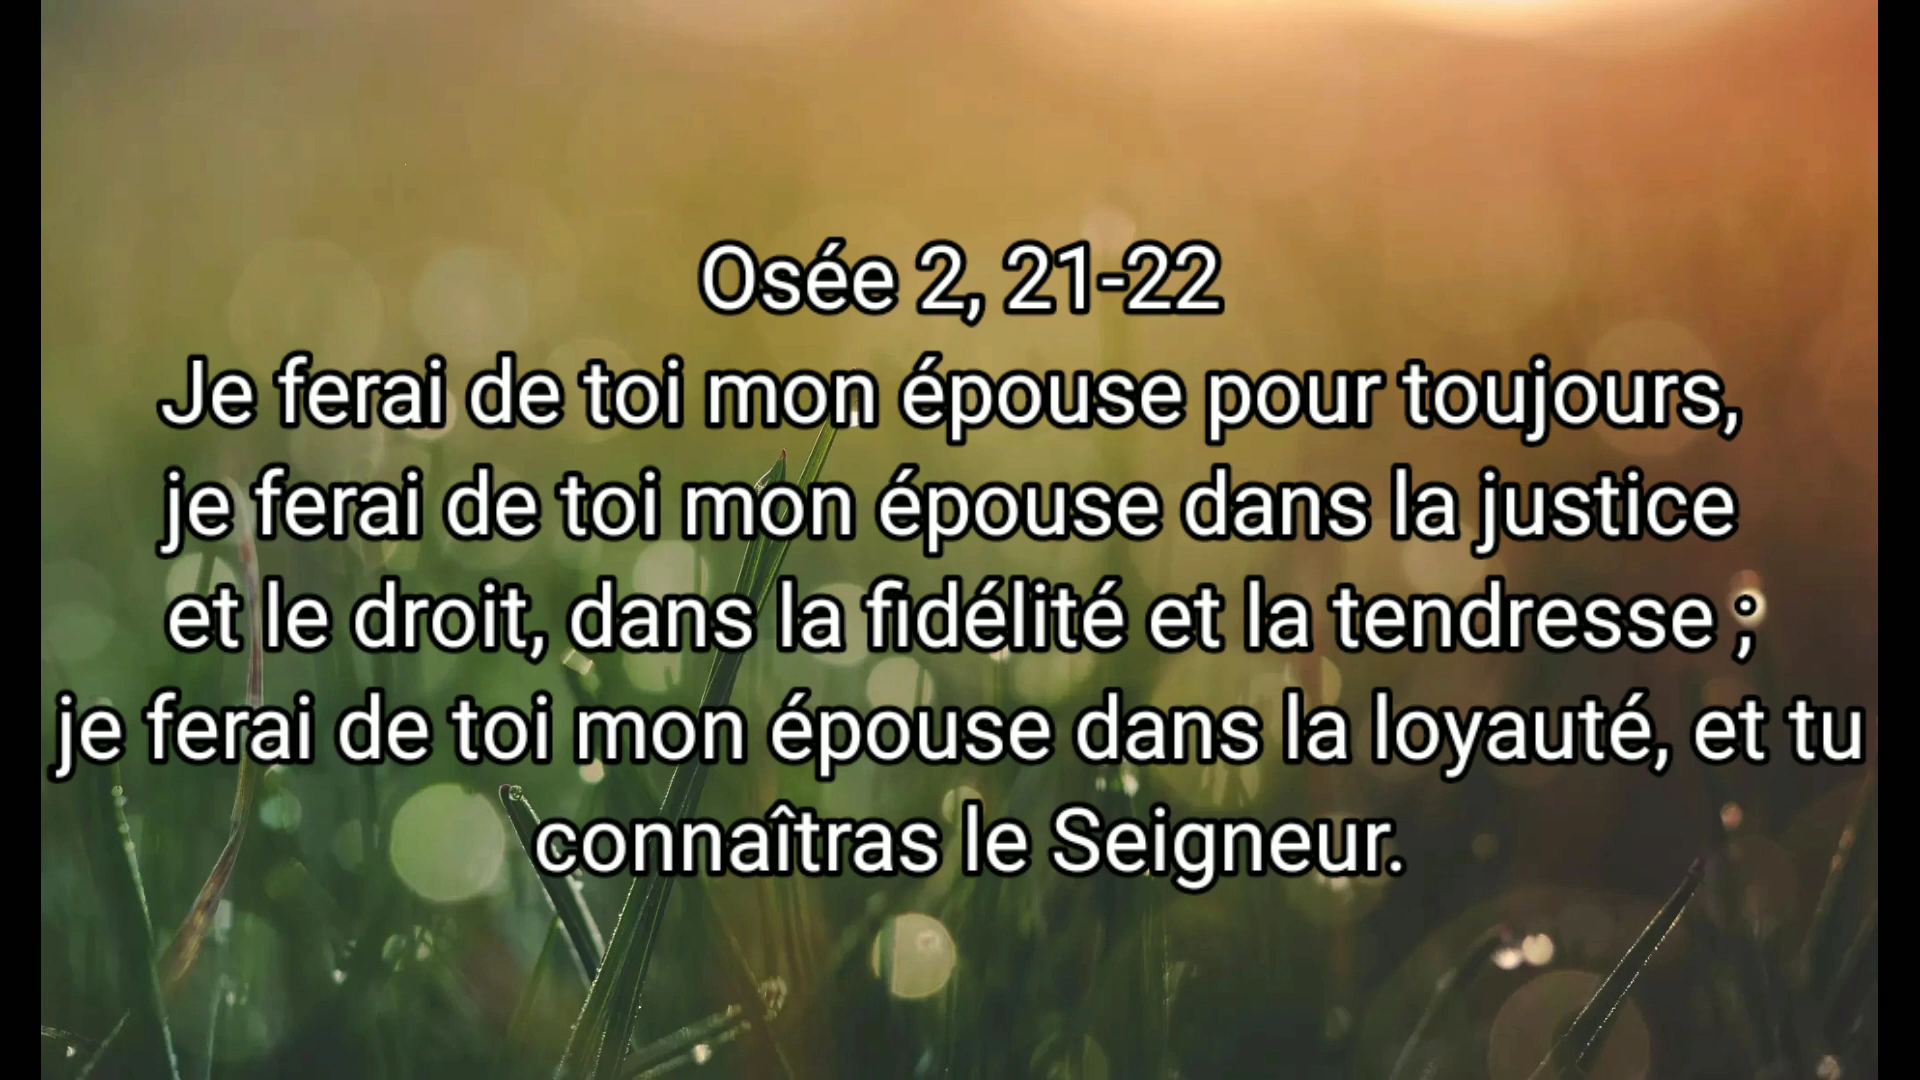 Osée 2, 21-22
Je ferai de toi mon épouse pour toujours,
je ferai de toi mon épouse dans la justice
et le droit, dans la fidélité et la tendresse ;
je ferai de toi mon épouse dans la loyauté, et tu
connaîtras le Seigneur.